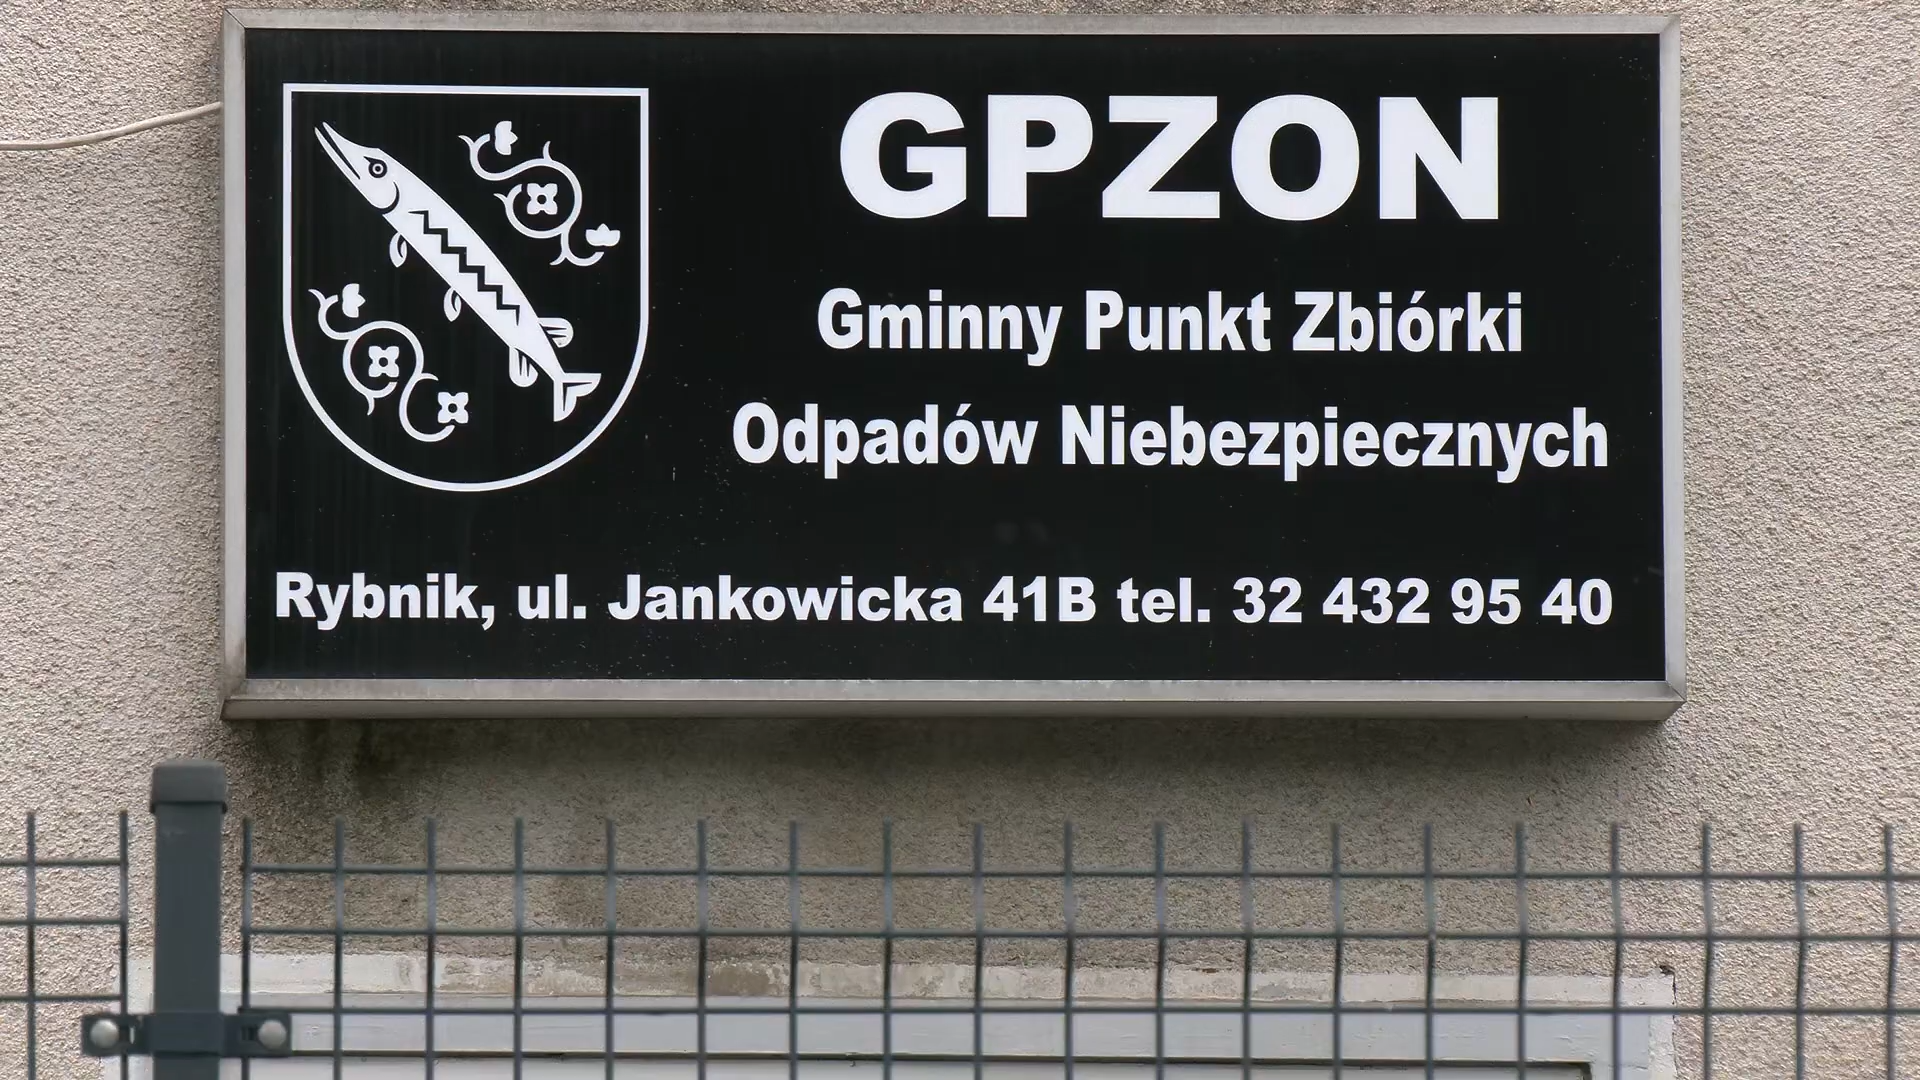 GPZON
Gminny Punkt Zbiórki
Odpadów Niebezpiecznych
Rybnik, ul. Jankowicka 41B tel. 32 432 95 40